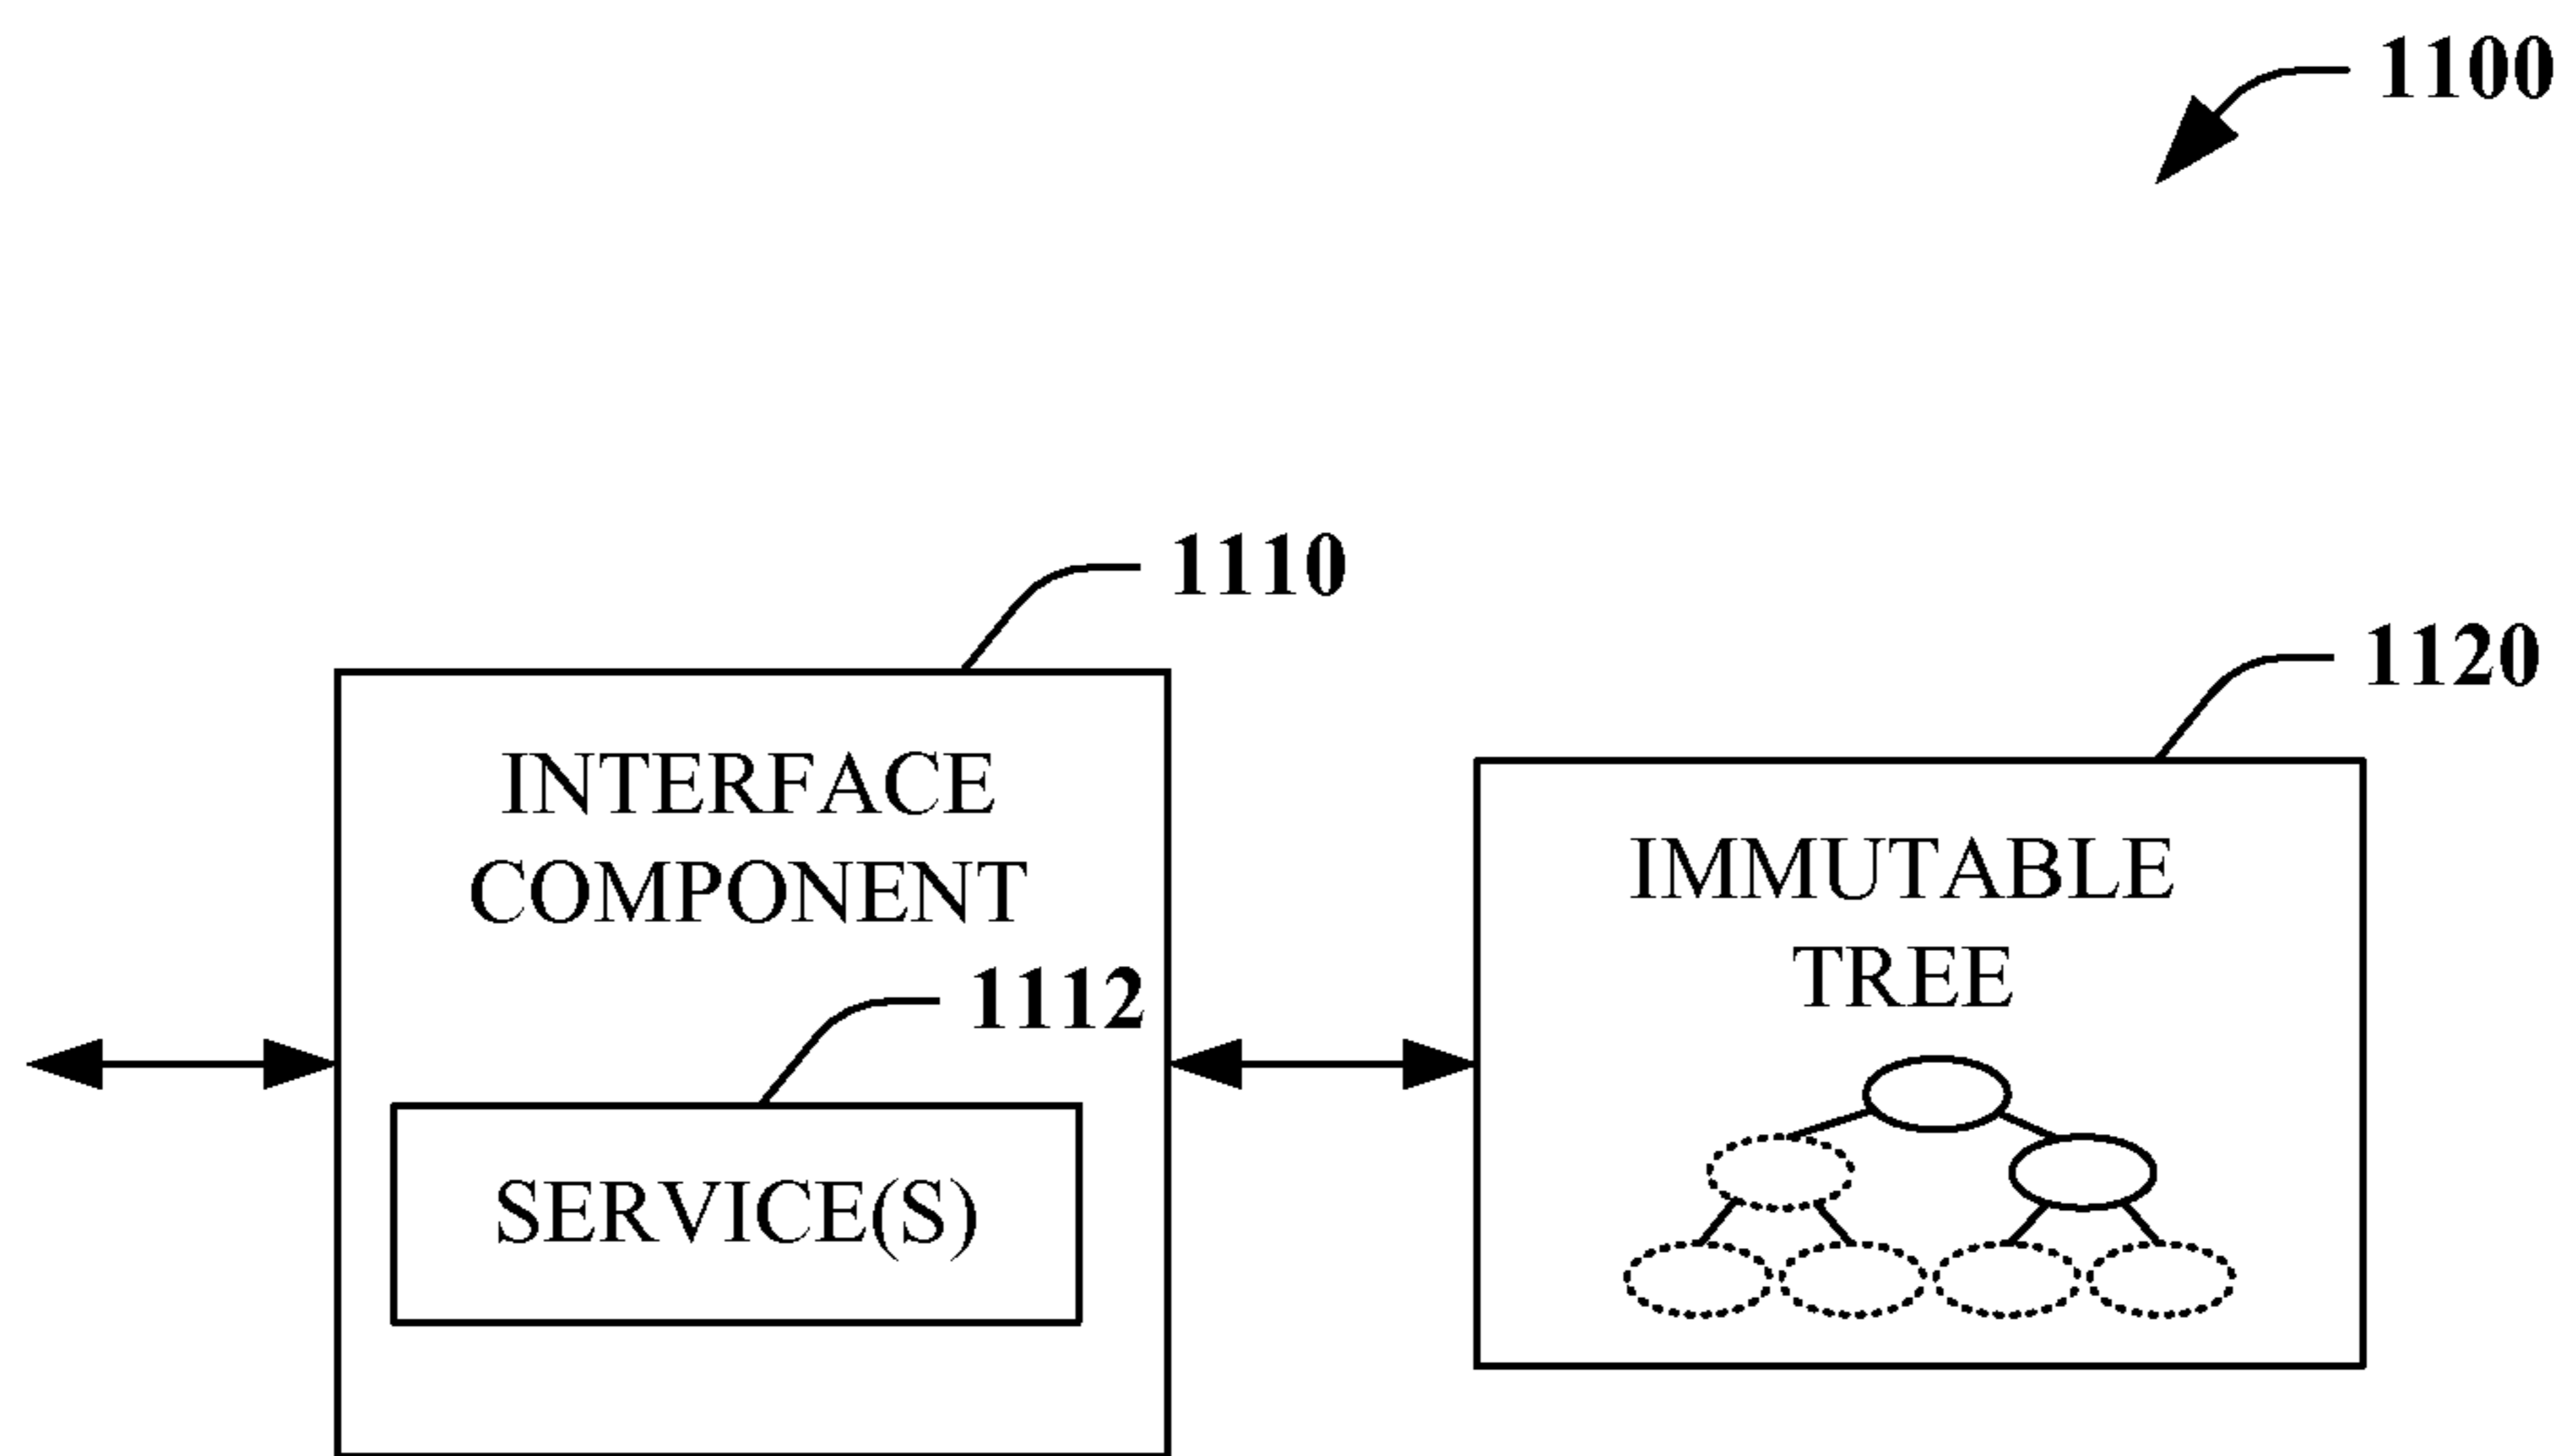 1100
1110
1120
INTERFACE
COMPONENT
IMMUTABLE
TREE
1112
SERVICE(S)